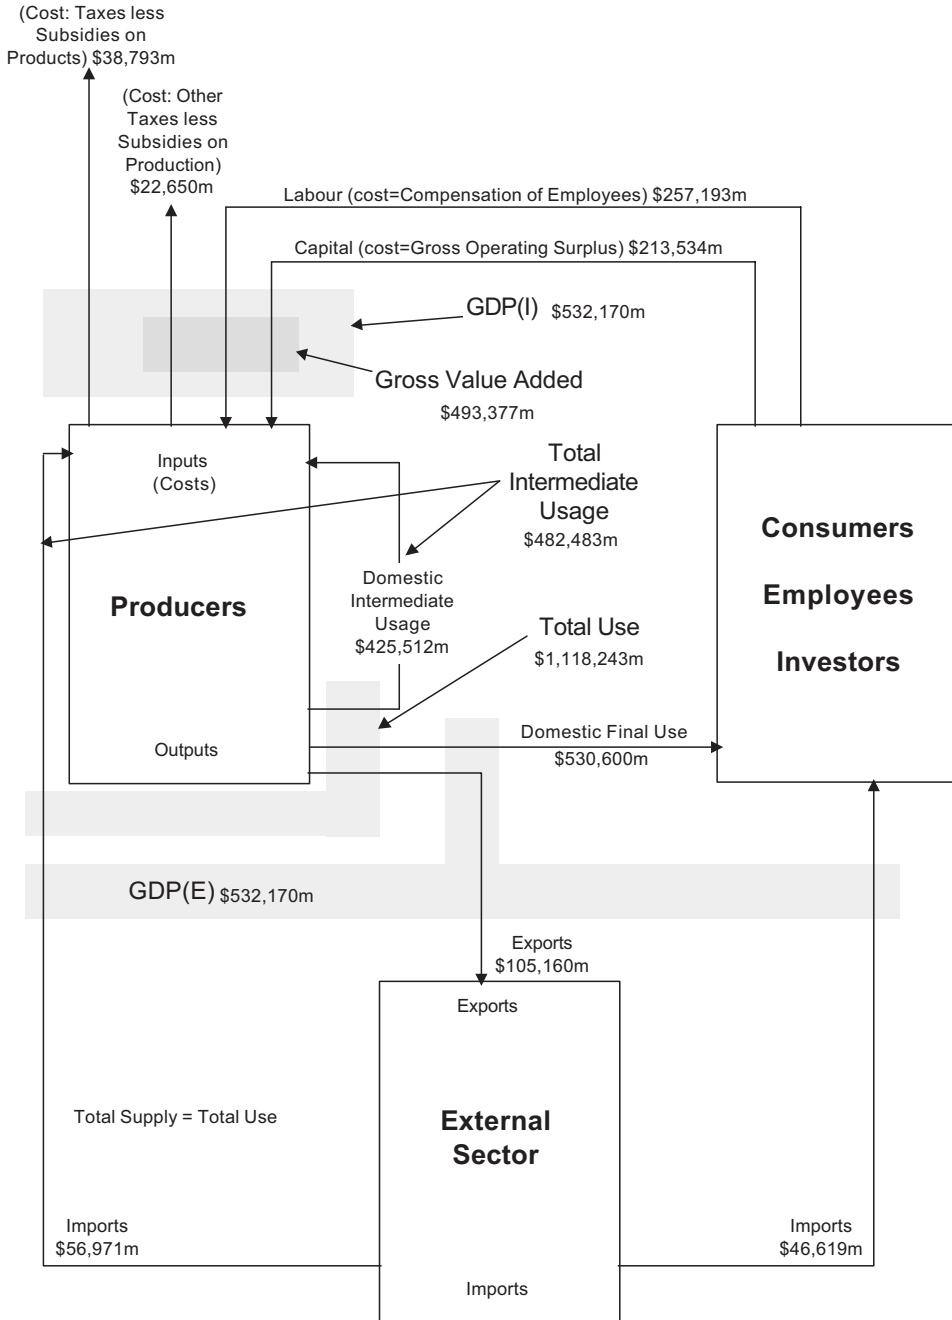 (Cost: Taxes less
Subsidies on
Products) $38,793m
(Cost: Other
Taxes less
Subsidies on
Production)
$22,650m
Labour (cost=Compensation of Employees) $257,193m
Capital (cost=Gross Operating Surplus) $213,534m
GDP(I) $532,170m
Gross Value Added
$493,377m
Inputs
(Costs)
Total
Intermediate
Usage
$482,483m
Consumers
Employees
Investors
Producers
Domestic
Intermediate
Usage
$425,512m
Total Use
$1,118,243m
Outputs
Domestic Final Use
$530,600m
GDP(E) $532,170m
Exports
$105,160m
Exports
External
Sector
Total Supply = Total Use
Imports
$56,971m
Imports
$46,619m
Imports